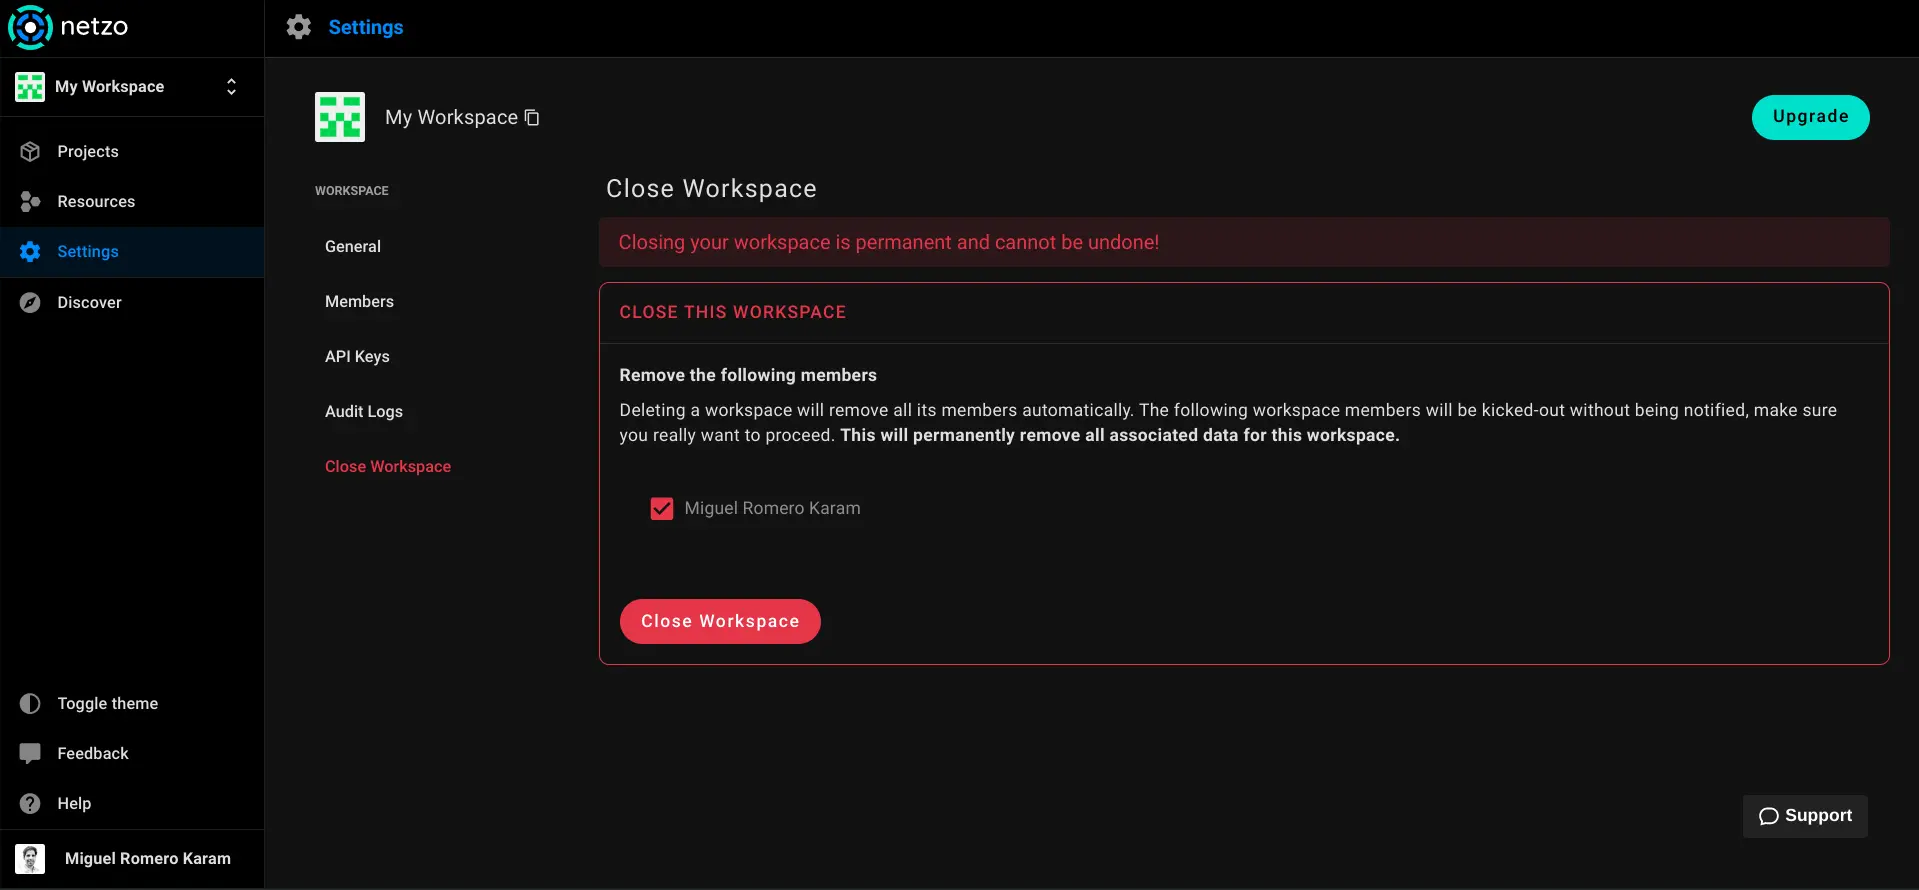 netzo
Settings
My Workspace
Projects
Resources
Settings
Discover
Toggle theme
Feedback
Help
Miguel Romero Karam
My Workspace
Upgrade
WORKSPACE
General
Members
API Keys
Audit Logs
Close Workspace
Close Workspace
Closing your workspace is permanent and cannot be undone!
CLOSE THIS WORKSPACE
Remove the following members
Deleting a workspace will remove all its members automatically. The following workspace members will be kicked-out without being notified, make sure
you really want to proceed. This will permanently remove all associated data for this workspace.
Miguel Romero Karam
Close Workspace
Support